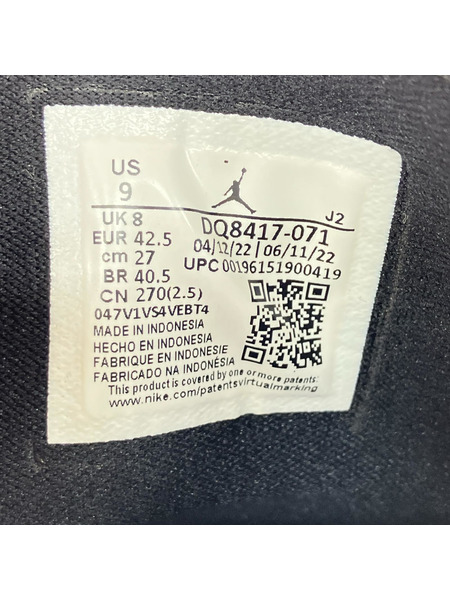 US
9
J2
UK 8
DQ8417-071
EUR 42.5
04/12/22 | 06/11/22
cm 27
UPC 00196151900419
BR 40.5
CN 270(2.5)
047V1VS4VEBT4
MADE IN INDONESIA
HECHO EN INDONESIA
FABRIQUE EN INDONESIE
FABRICADO NA INDONÉSIA
This product is covered by one or more patents:
www.nike.com/patentsvirtualmarking